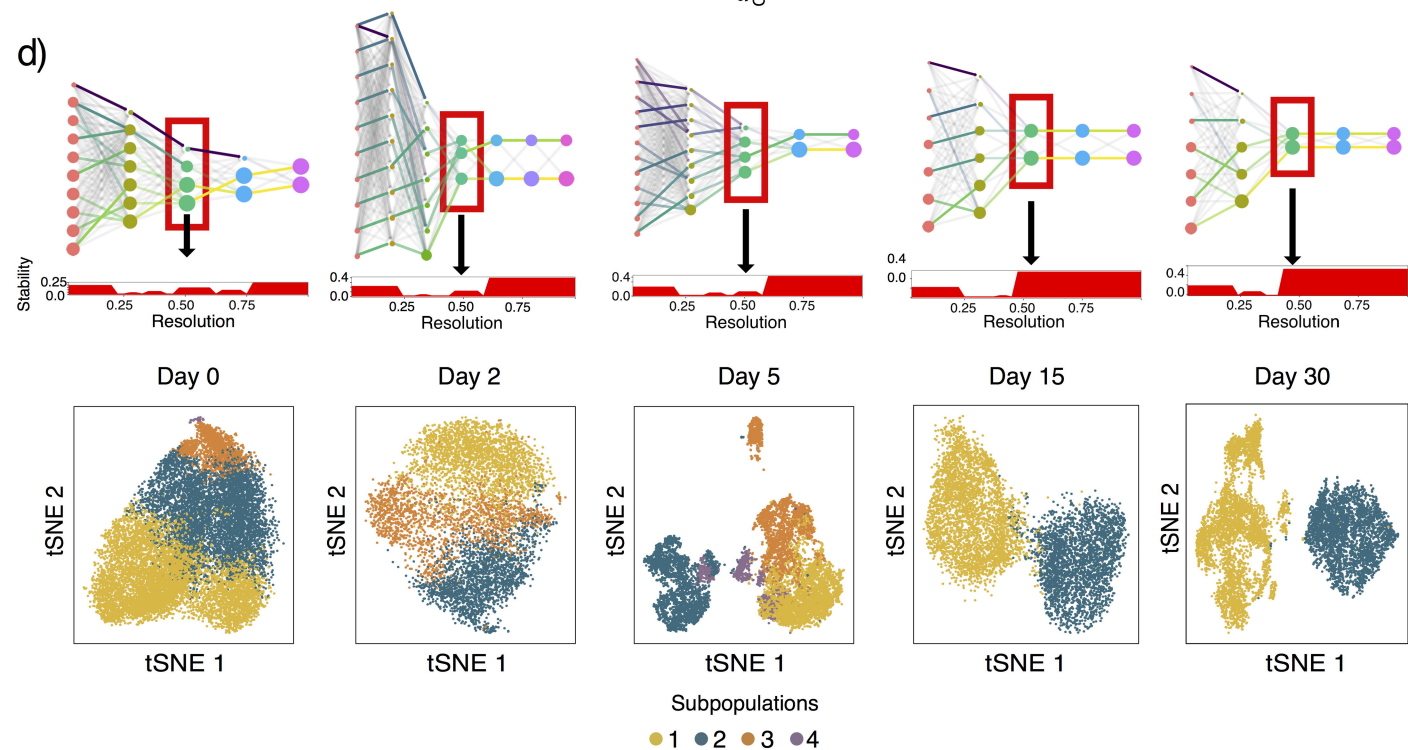 d)
Stability
0.25
0.0
0.25 0.50 0.75
Resolution
0.4
0.0
0.25 0.50 0.75
Resolution
0.4
0.0
0.25 0.50 0.75
Resolution
0.4
0.0
0.25 0.50 0.75
Resolution
0.4
0.0
0.25 0.50 0.75
Resolution
Day 0 Day 2 Day 5 Day 15 Day 30
tSNE 2 tSNE 2 tSNE 2 tSNE 2 tSNE 2
tSNE 1 tSNE 1 tSNE 1 tSNE 1 tSNE 1
Subpopulations
1 2 3 4